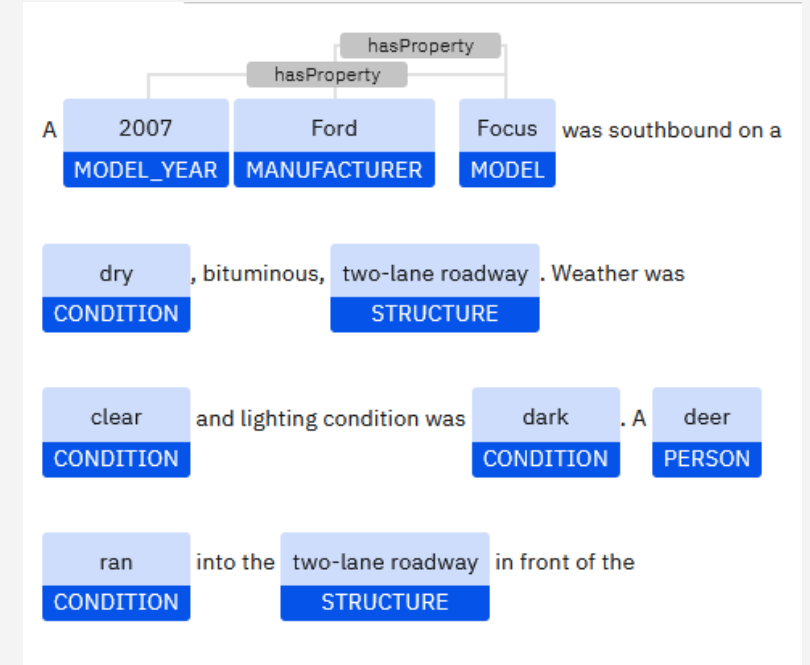 hasProperty
hasProperty
A 2007 Ford Focus was southbound on a
MODEL_YEAR MANUFACTURER MODEL
dry , bituminous, two-lane roadway . Weather was
CONDITION STRUCTURE
clear and lighting condition was dark . A deer
CONDITION CONDITION PERSON
ran into the two-lane roadway in front of the
CONDITION STRUCTURE